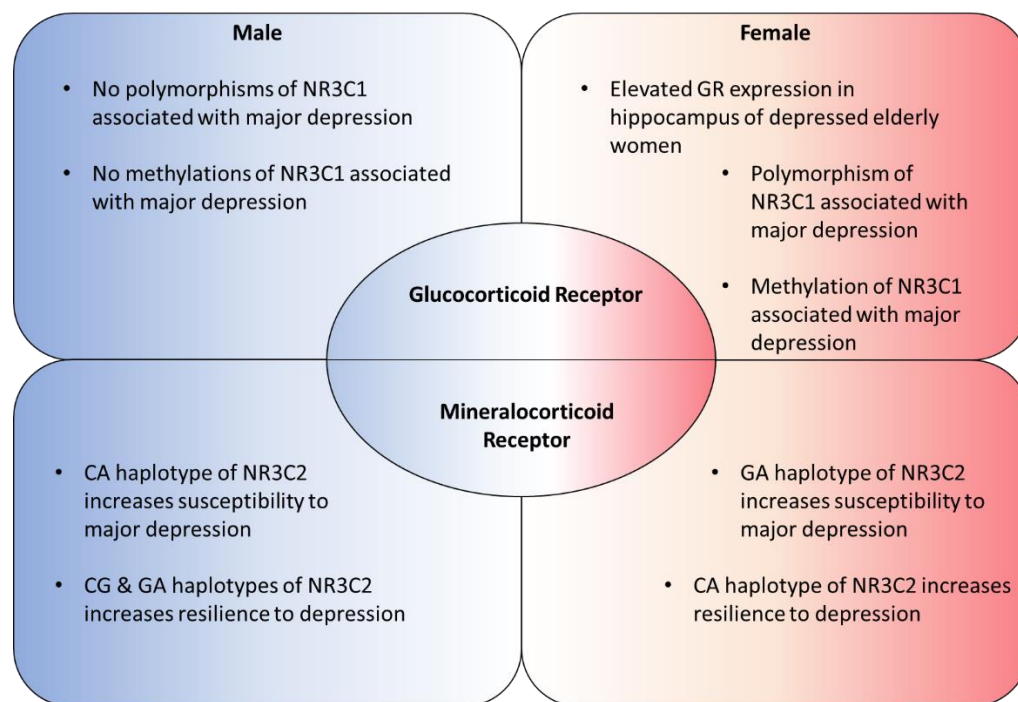 Male
• No polymorphisms of NR3C1
associated with major depression
• No methylations of NR3C1 associated
with major depression
Female
• Elevated GR expression in
hippocampus of depressed elderly
women
• Polymorphism of
NR3C1 associated with
major depression
• Methylation of NR3C1
associated with major
depression
Glucocorticoid Receptor
Mineralocorticoid
Receptor
• CA haplotype of NR3C2
increases susceptibility to
major depression
• CG & GA haplotypes of NR3C2
increases resilience to depression
• GA haplotype of NR3C2
increases susceptibility to
major depression
• CA haplotype of NR3C2 increases
resilience to depression